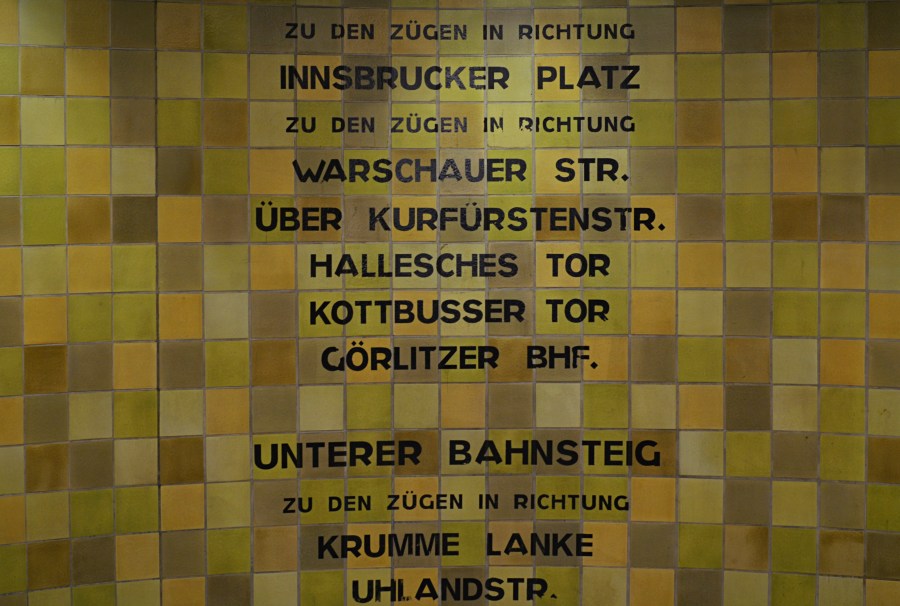 ZU DEN ZÜGEN IN RICHTUNG
INNSBRUCKER PLATZ
ZU DEN ZÜGEN IN RICHTUNG
WARSCHAUER STR.
ÜBER KURFÜRSTENSTR.
HALLESCHES TOR
KOTTBUSSER TOR
GÖRLITZER BHF.
UNTERER BAHNSTEIG
ZU DEN ZÜGEN IN RICHTUNG
KRUMME LANKE
UHLANDSTR.